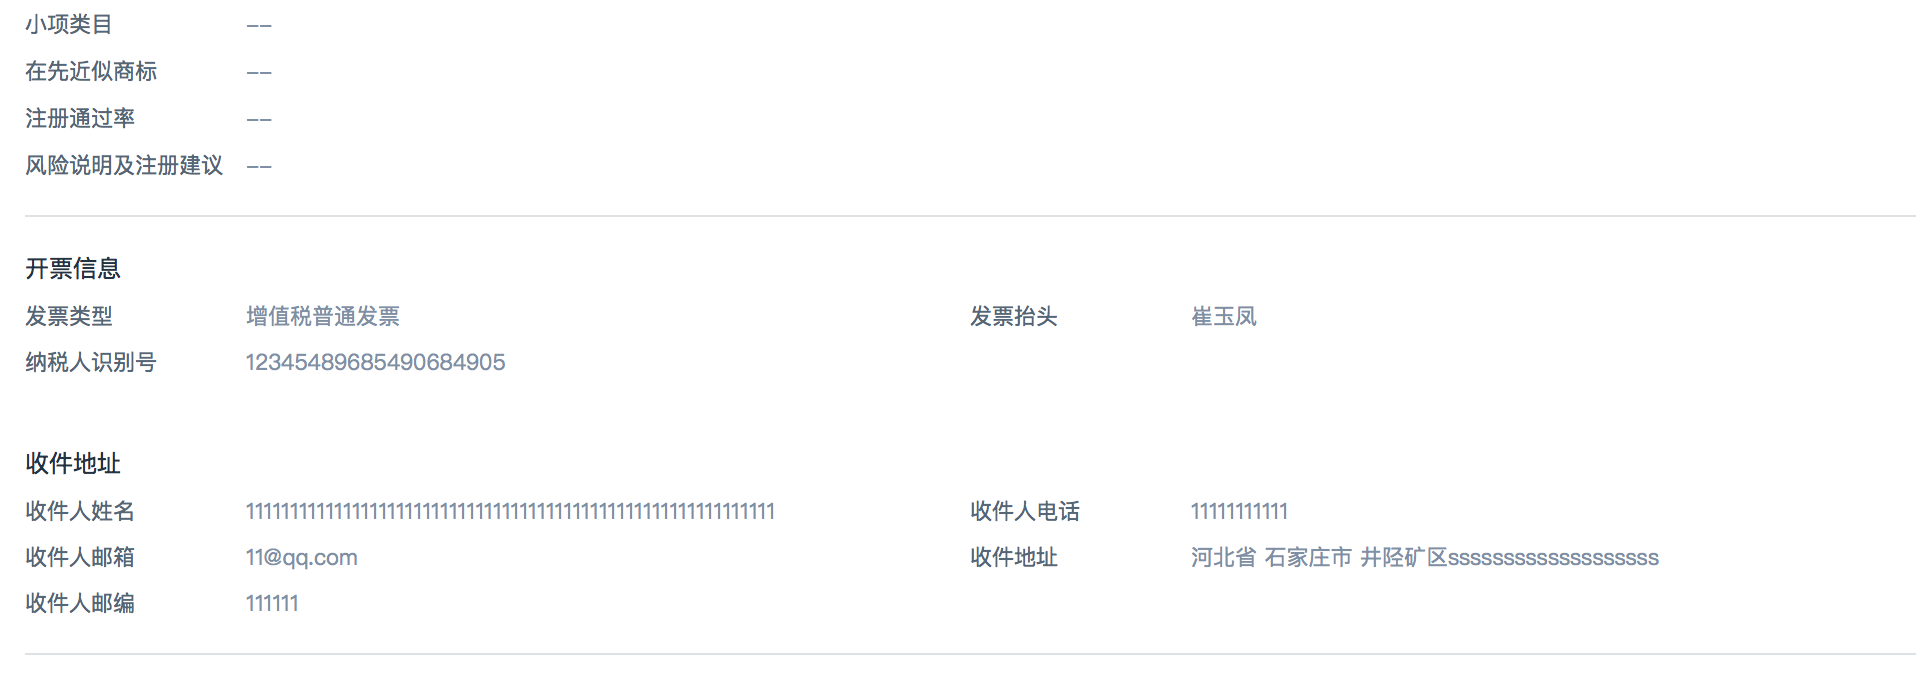 小项类目 ––
在先近似商标 ––
注册通过率 ––
风险说明及注册建议 ––
开票信息
发票类型 增值税普通发票 发票抬头 崔玉凤
纳税人识别号 12345489685490684905
收件地址
收件人姓名 111111111111111111111111111111111111111111111111111111111111 收件人电话 11111111111
收件人邮箱 11@qq.com 收件地址 河北省 石家庄市 井陉矿区sssssssssssssssssss
收件人邮编 111111